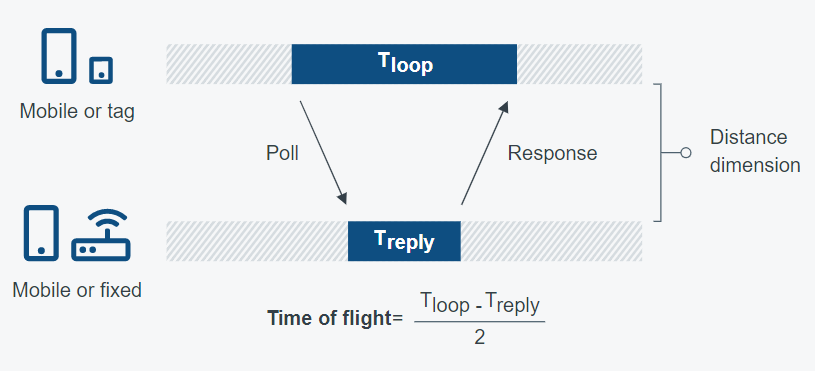 Tloop
Mobile or tag
Poll
Response
Distance
dimension
Treply
Mobile or fixed
Time of flight= Tloop - Treply
2